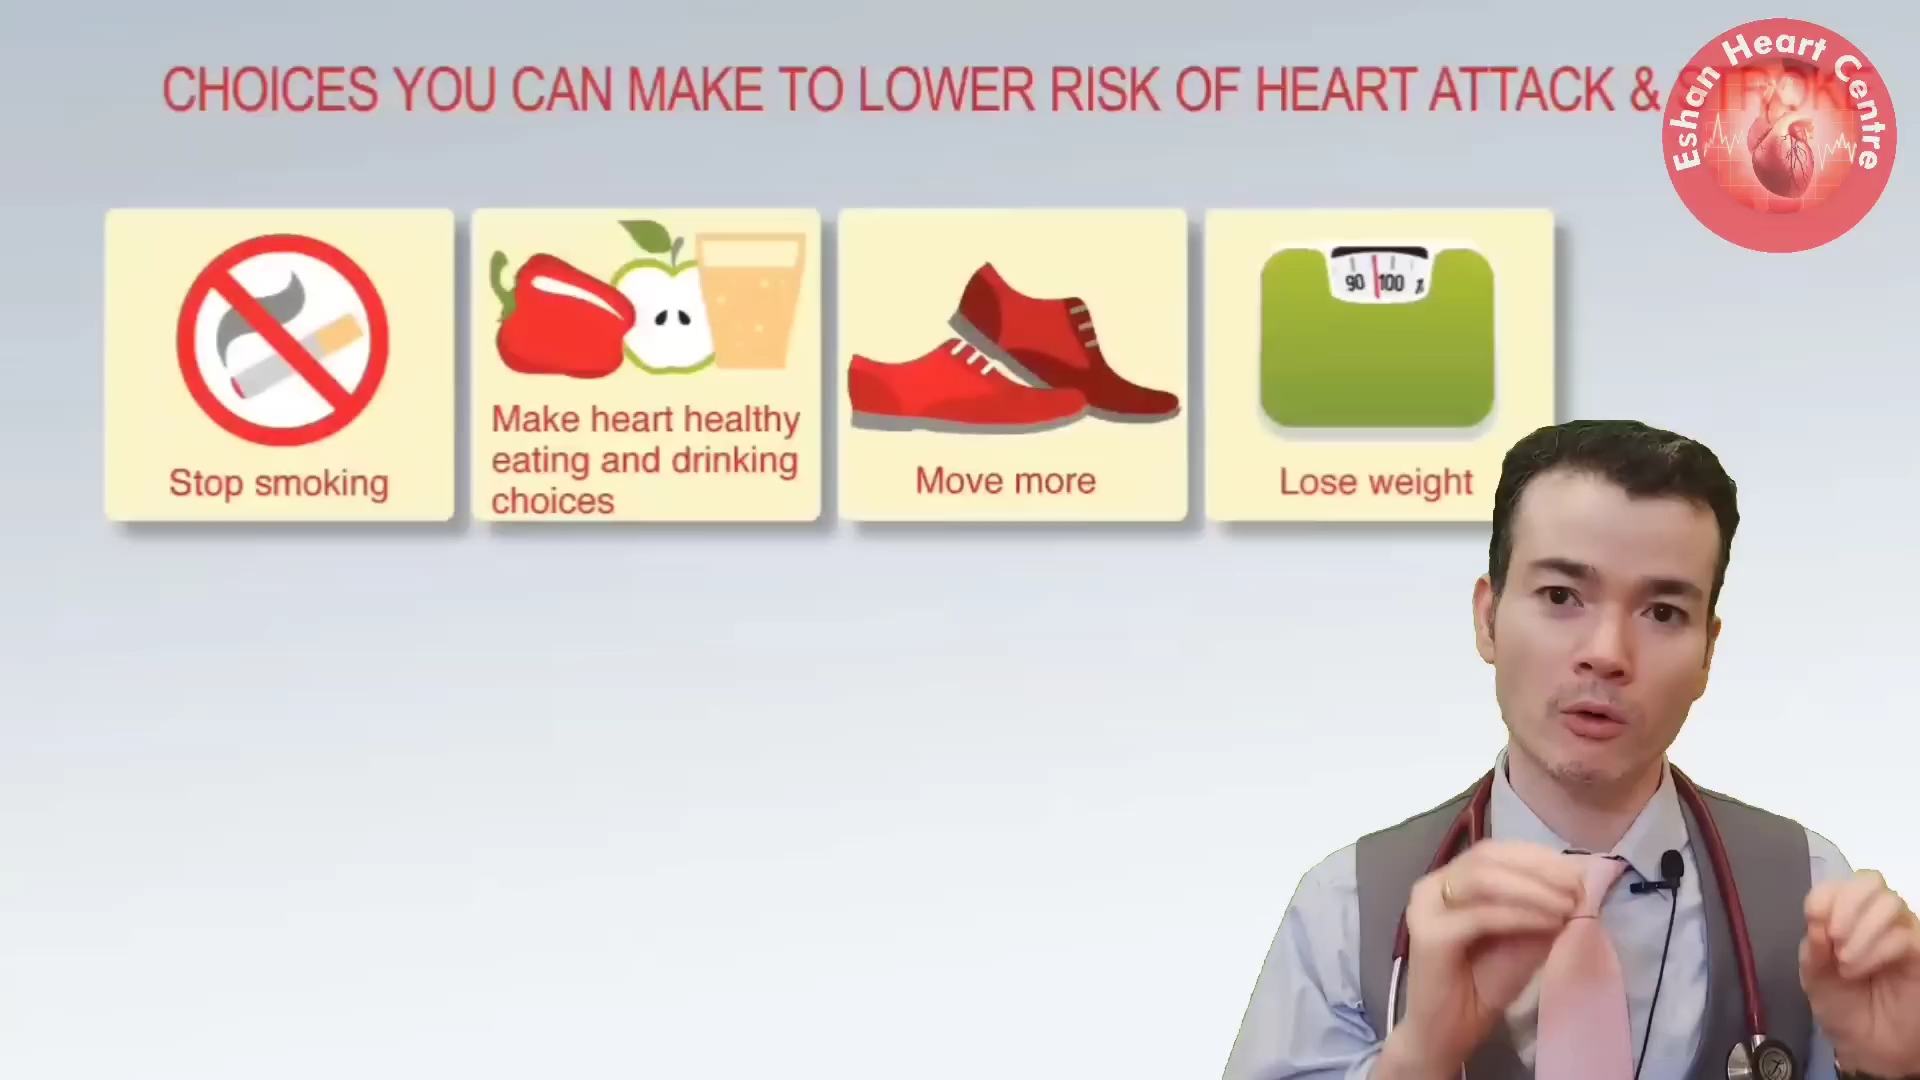 CHOICES YOU CAN MAKE TO LOWER RISK OF HEART ATTACK & STROKE
Eshan Heart Centre
90 100
Stop smoking
Make heart healthy
eating and drinking
choices
Move more
Lose weight